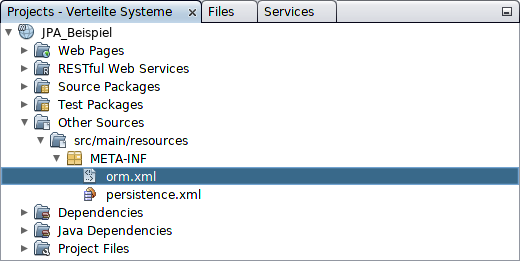 Projects - Verteilte Systeme × Files Services
JPA_Beispiel
Web Pages
RESTful Web Services
Source Packages
Test Packages
Other Sources
src/main/resources
META-INF
orm.xml
persistence.xml
Dependencies
Java Dependencies
Project Files